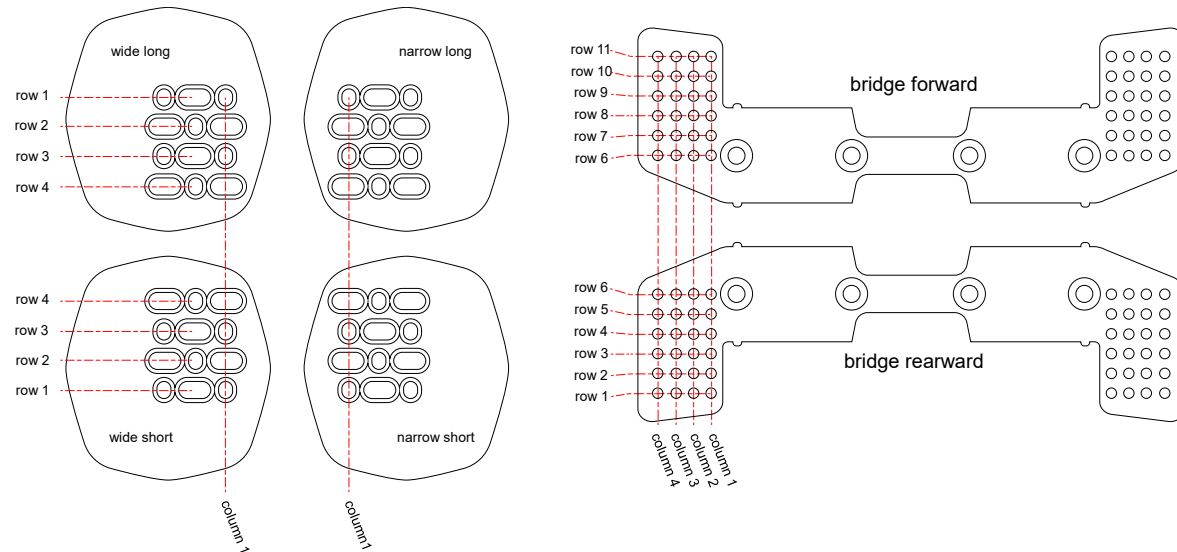 wide long
narrow long
row 1
row 2
row 3
row 4
row 4
row 3
row 2
row 1
wide short
narrow short
column 1
column1
row 11
row 10
row 9
row 8
row 7
row 6
bridge forward
row 6
row 5
row 4
row 3
row 2
row 1
bridge rearward
column 4
column 3
column 2
column 1